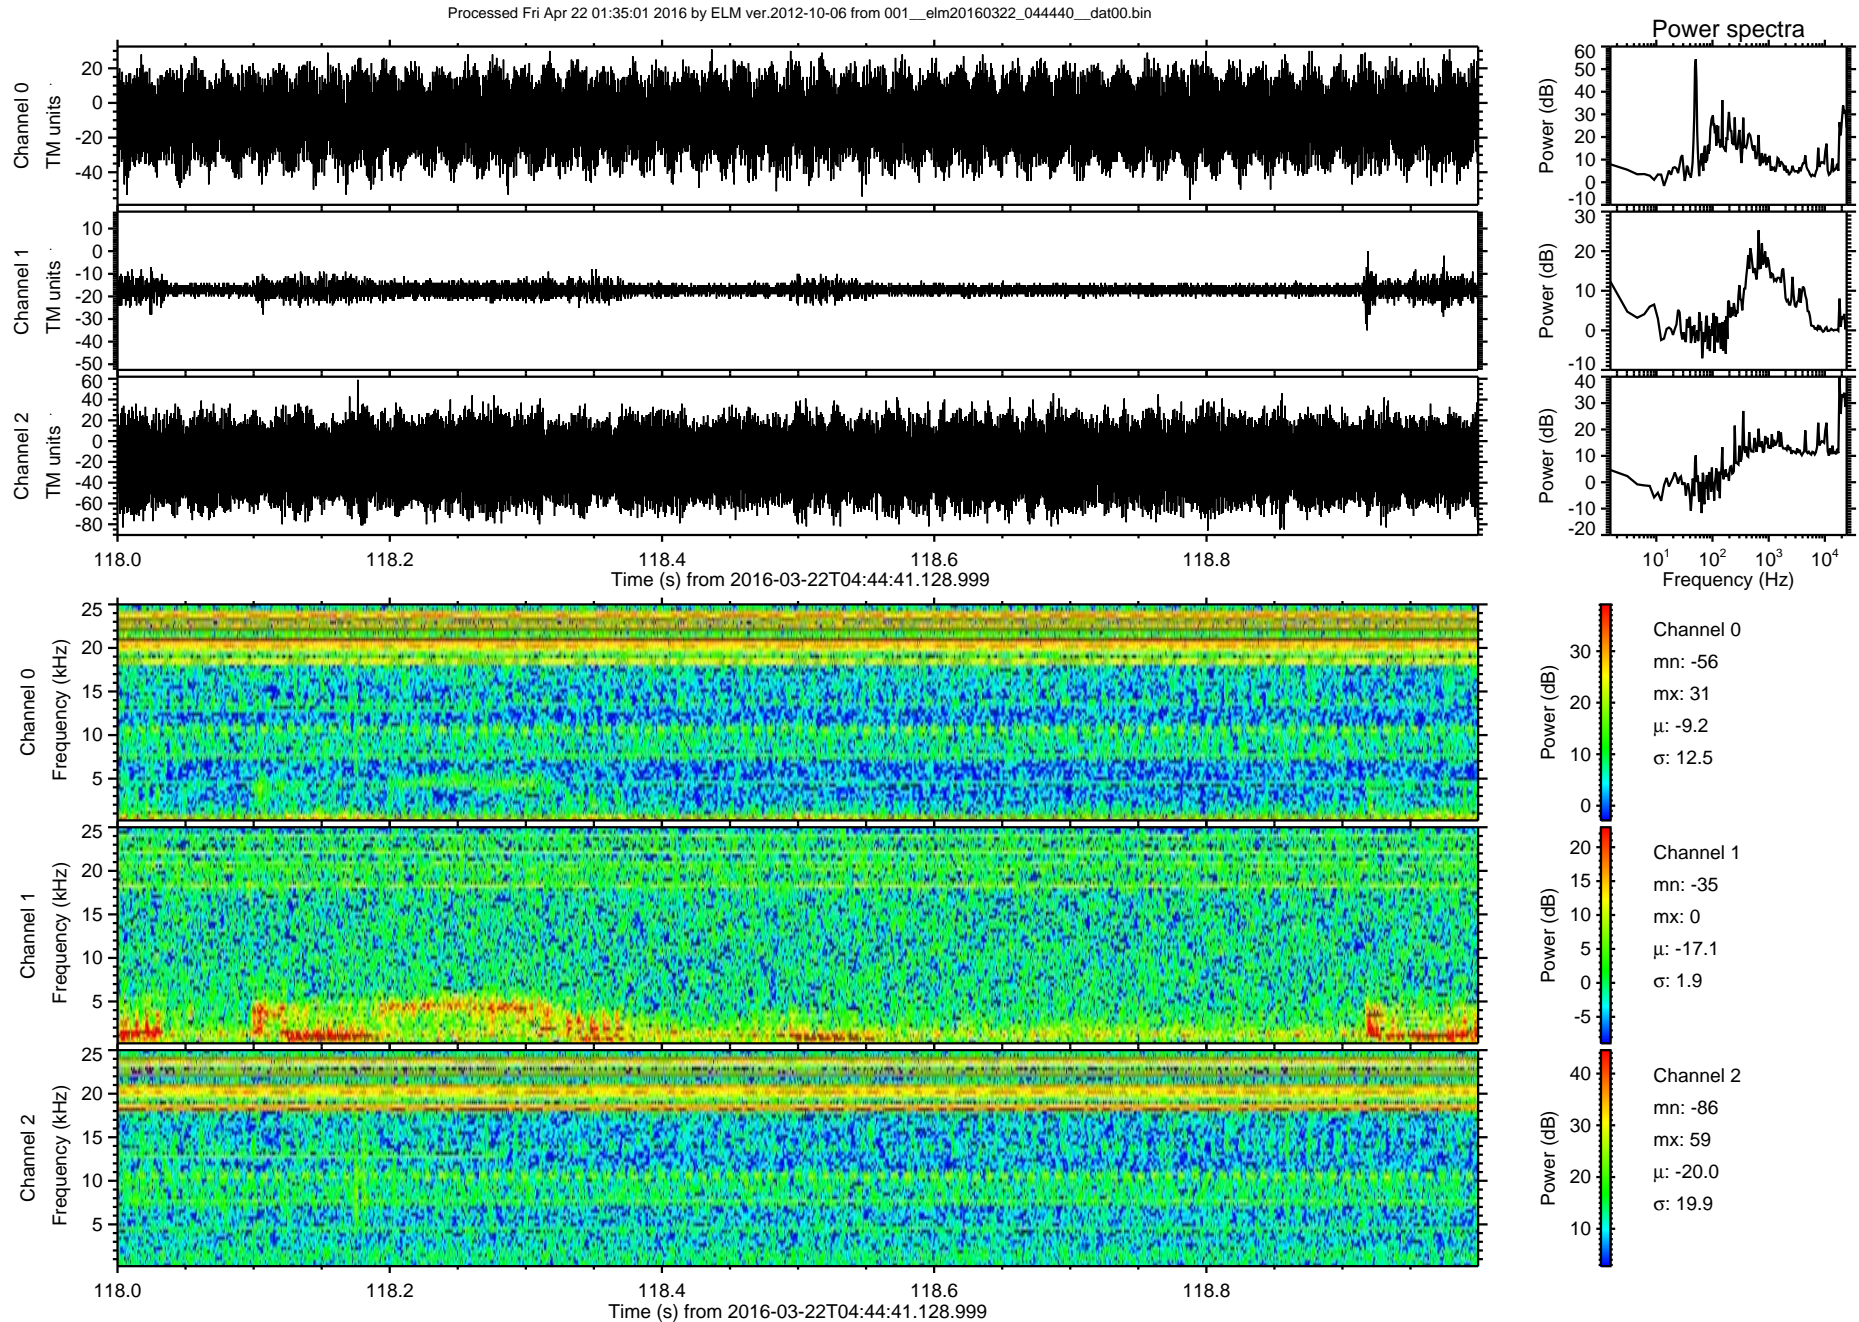 Processed Fri Apr 22 01:35:01 2016 by ELM ver.2012-10-06 from 001__elm20160322_044440__dat00.bin
Power spectra
Channel 0
TM units
20
0
-20
-40
Power (dB)
60
50
40
30
20
10
0
-10
Channel 1
TM units
10
0
-10
-20
-30
-40
-50
Power (dB)
30
20
10
0
-10
Channel 2
TM units
60
40
20
0
-20
-40
-60
-80
Power (dB)
40
30
20
10
0
-10
-20
118.0 118.2 118.4 118.6 118.8
Time (s) from 2016-03-22T04:44:41.128.999
10^1 10^2 10^3 10^4
Frequency (Hz)
Channel 0
Frequency (kHz)
25
20
15
10
5
Power (dB)
30
20
10
0
Channel 0
mn: -56
mx: 31
μ: -9.2
σ: 12.5
Channel 1
Frequency (kHz)
25
20
15
10
5
Power (dB)
20
15
10
5
0
-5
Channel 1
mn: -35
mx: 0
μ: -17.1
σ: 1.9
Channel 2
Frequency (kHz)
25
20
15
10
5
Power (dB)
40
30
20
10
Channel 2
mn: -86
mx: 59
μ: -20.0
σ: 19.9
118.0 118.2 118.4 118.6 118.8
Time (s) from 2016-03-22T04:44:41.128.999